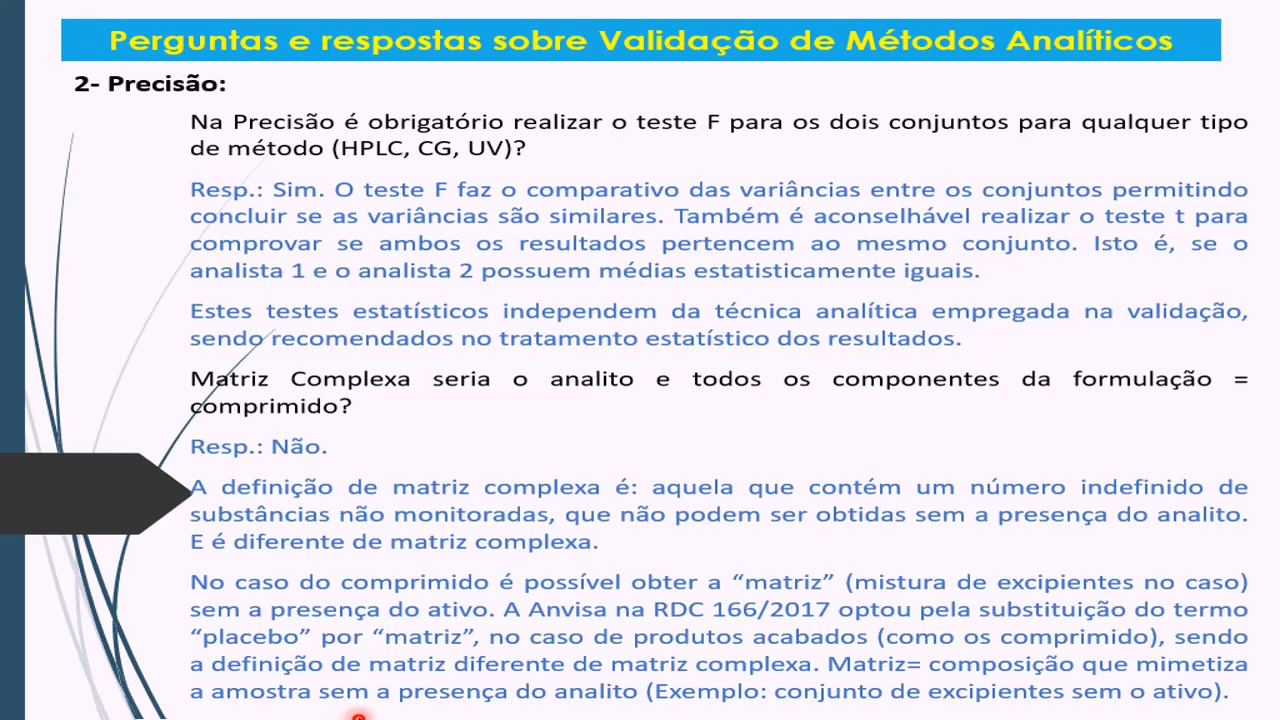 Perguntas e respostas sobre Validação de Métodos Analíticos
2- Precisão:
Na Precisão é obrigatório realizar o teste F para os dois conjuntos para qualquer tipo
de método (HPLC, CG, UV)?
Resp.: Sim. O teste F faz o comparativo das variâncias entre os conjuntos permitindo
concluir se as variâncias são similares. Também é aconselhável realizar o teste t para
comprovar se ambos os resultados pertencem ao mesmo conjunto. Isto é, se o
analista 1 e o analista 2 possuem médias estatisticamente iguais.
Estes testes estatísticos independem da técnica analítica empregada na validação,
sendo recomendados no tratamento estatístico dos resultados.
Matriz Complexa seria o analito e todos os componentes da formulação =
comprimido?
Resp.: Não.
A definição de matriz complexa é: aquela que contém um número indefinido de
substâncias não monitoradas, que não podem ser obtidas sem a presença do analito.
E é diferente de matriz complexa.
No caso do comprimido é possível obter a “matriz” (mistura de excipientes no caso)
sem a presença do ativo. A Anvisa na RDC 166/2017 optou pela substituição do termo
“placebo” por “matriz”, no caso de produtos acabados (como os comprimido), sendo
a definição de matriz diferente de matriz complexa. Matriz= composição que mimetiza
a amostra sem a presença do analito (Exemplo: conjunto de excipientes sem o ativo).